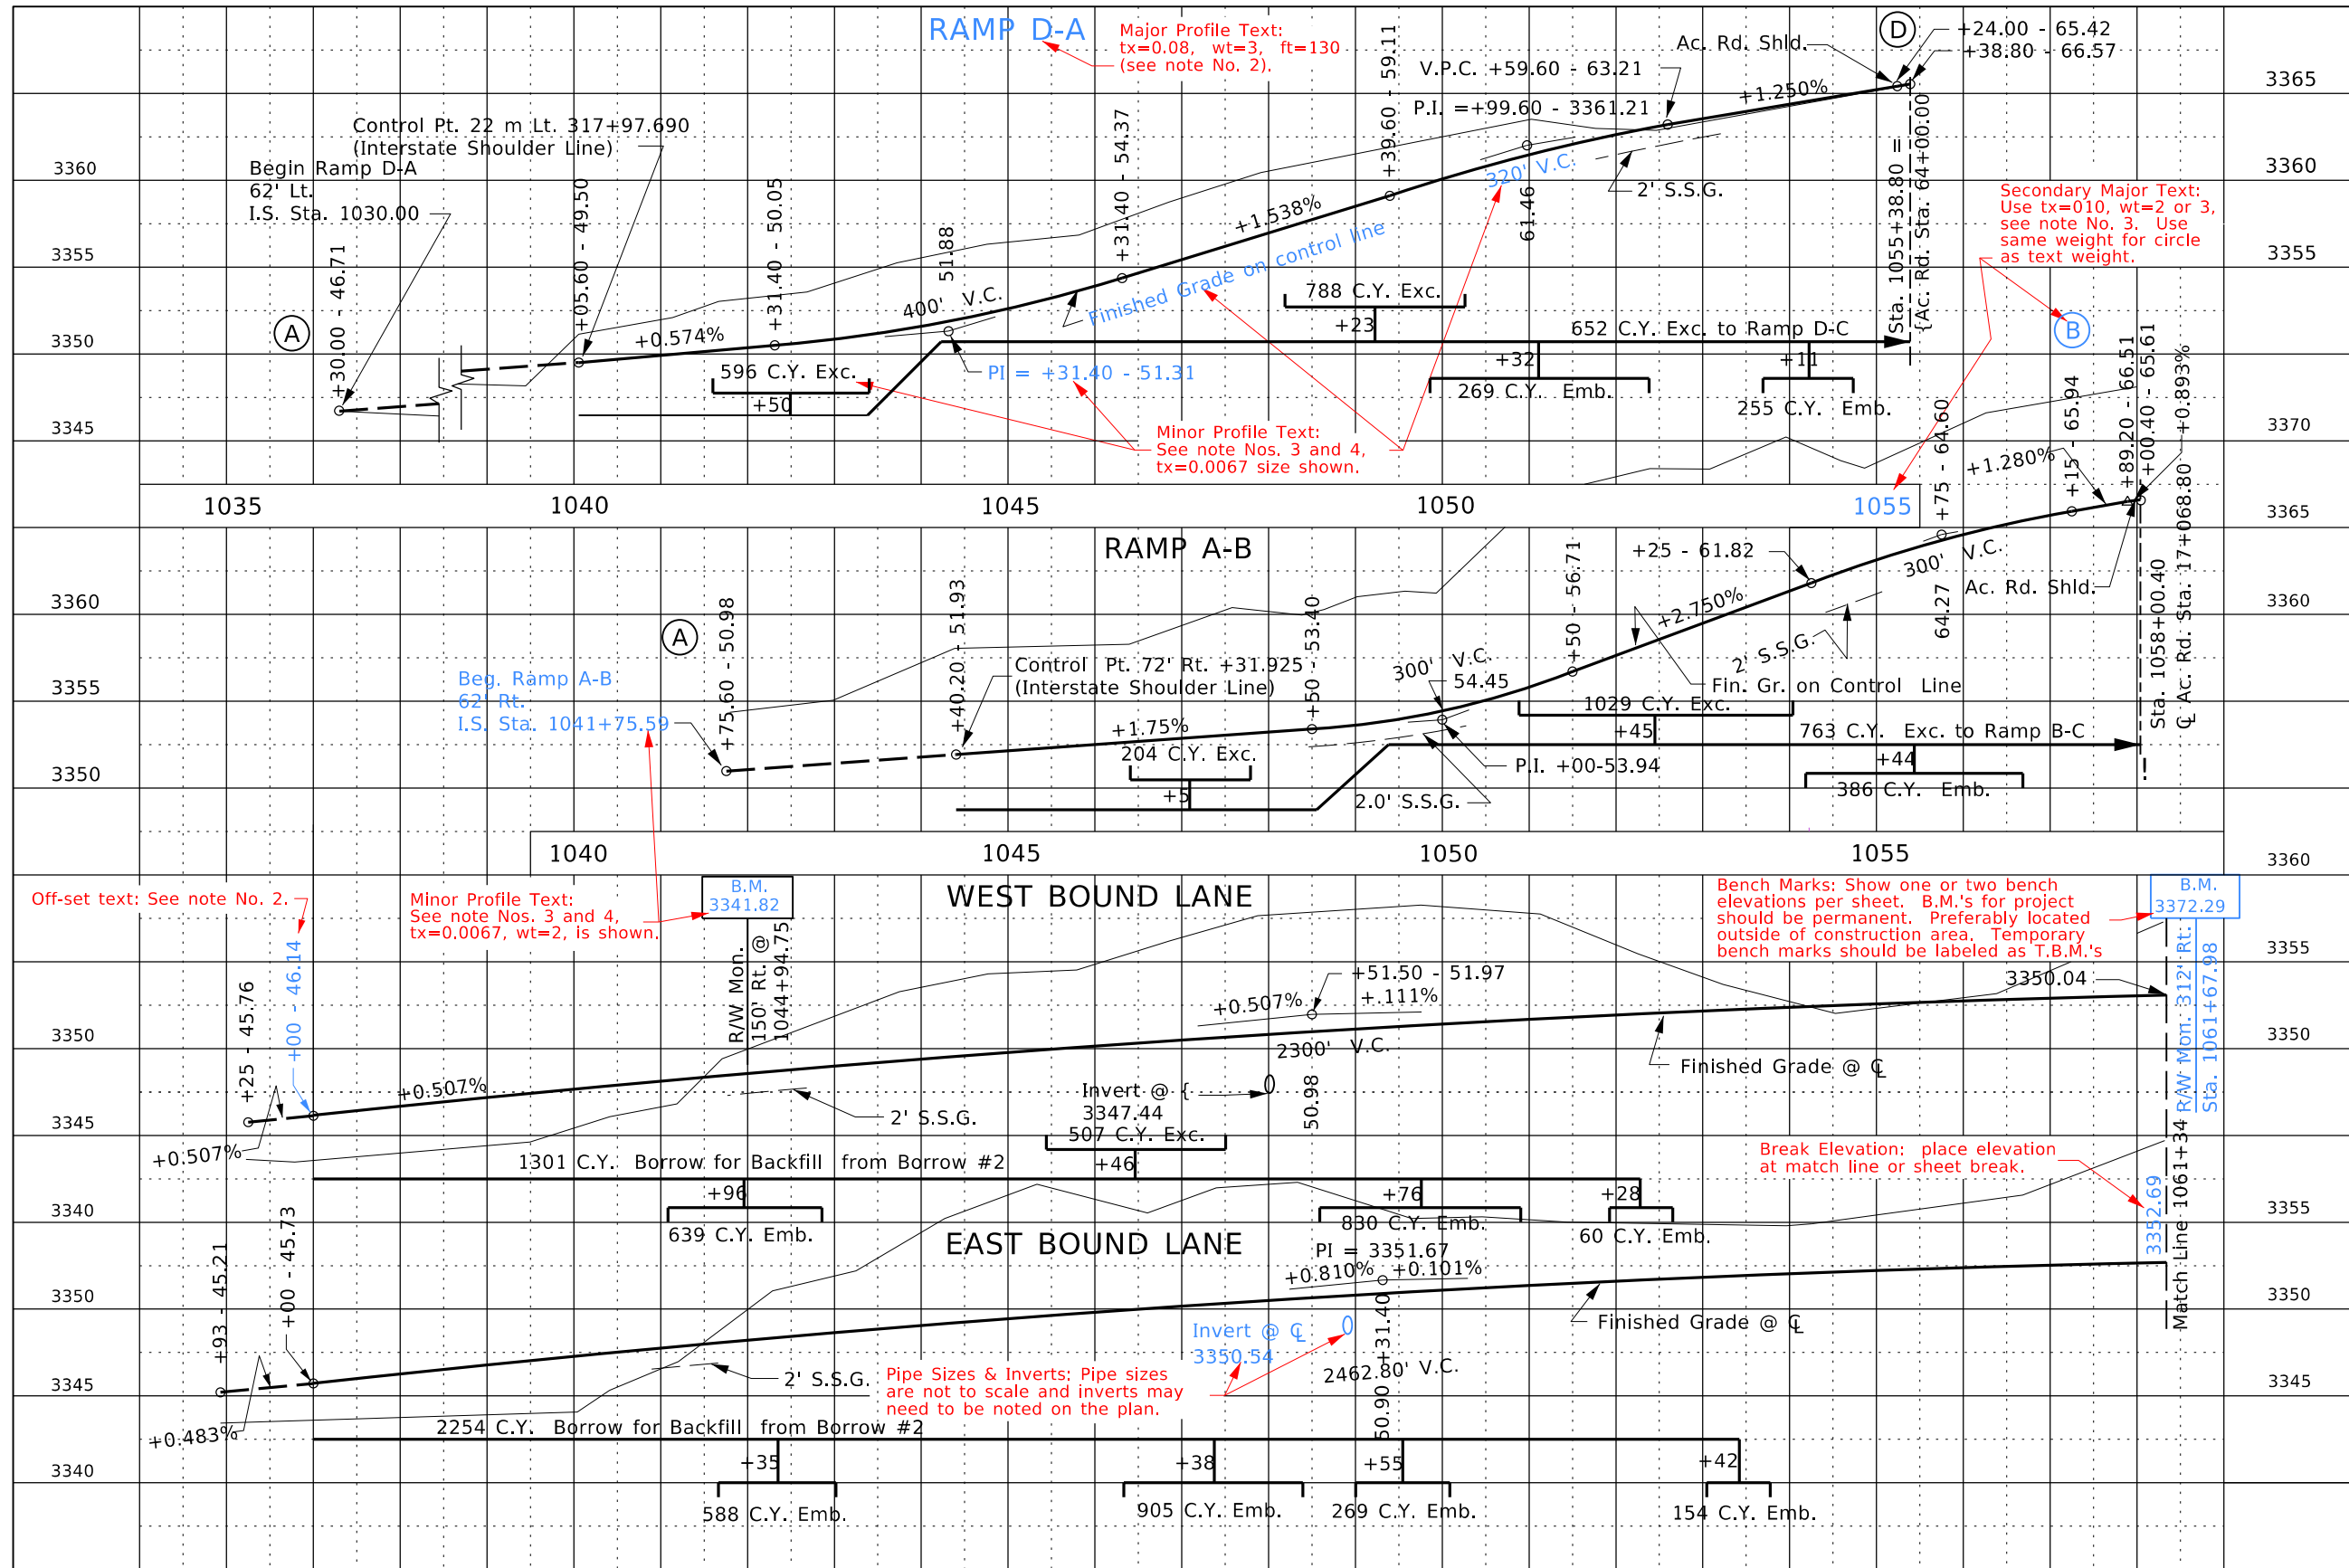 RAMP D-A
Major Profile Text:
tx=0.08, wt=3, ft=130
(see note No. 2).
+39.60 - 59.11
Ac. Rd. Shld.
D
+24.00 - 65.42
+38.80 - 66.57
V.P.C. +59.60 - 63.21
+1.250%
3365
P.I. =+99.60 - 3361.21
Control Pt. 22 m Lt. 317+97.690
(Interstate Shoulder Line)
Begin Ramp D-A
62' Lt.
I.S. Sta. 1030.00
3360
3360
+31.40 - 54.37
320' V.C.
2' S.S.G.
61.46
Sta. 1055+38.80 =
{Ac. Rd. Sta. 64+00.00
Secondary Major Text:
Use tx=010, wt=2 or 3,
see note No. 3. Use
same weight for circle
as text weight.
3355
3355
+30.00 - 46.71
+05.60 - 49.50
+31.40 - 50.05
51.88
+1.538%
Finished Grade on control line
400' V.C.
788 C.Y. Exc.
+23
652 C.Y. Exc. to Ramp D-C
A
B
3350
3350
+0.574%
596 C.Y. Exc.
+50
PI = +31.40 - 51.31
+32
269 C.Y. Emb.
+11
255 C.Y. Emb.
3345
3370
Minor Profile Text:
See note Nos. 3 and 4,
tx=0.0067 size shown.
+75 - 64.60
+1.280%
+15 - 65.94
+89.20 - 66.51
+00.40 - 65.61
+0.893%
1035
1040
1045
1050
1055
3365
RAMP A-B
+25 - 61.82
300' V.C.
Ac. Rd. Shld.
64.27
Sta. 1058+00.40
℄ Ac. Rd. Sta. 17+068.80
3360
3360
A
+75.60 - 50.98
+40.20 - 51.93
+50 - 53.40
+50 - 56.71
+2.750%
2' S.S.G.
Beg. Ramp A-B
62' Rt.
I.S. Sta. 1041+75.59
Control Pt. 72' Rt. +31.925
(Interstate Shoulder Line)
300' V.C.
54.45
Fin. Gr. on Control Line
3355
3355
+1.75%
204 C.Y. Exc.
+5
1029 C.Y. Exc.
+45
763 C.Y. Exc. to Ramp B-C
P.I. +00-53.94
2.0' S.S.G.
+44
386 C.Y. Emb.
!
3350
3350
1040
1045
1050
1055
3360
Off-set text: See note No. 2.
Minor Profile Text:
See note Nos. 3 and 4,
tx=0.0067, wt=2, is shown.
B.M.
3341.82
R/W Mon.
150' Rt. @
1044+94.75
WEST BOUND LANE
Bench Marks: Show one or two bench
elevations per sheet. B.M.'s for project
should be permanent. Preferably located
outside of construction area. Temporary
bench marks should be labeled as T.B.M.'s
B.M.
3372.29
R/W Mon. 312' Rt.
Sta. 1061+67.98
3355
+25 - 45.76
+00 - 46.14
+51.50 - 51.97
+0.507%
+.111%
3350.04
3350
3350
2300' V.C.
50.98
Finished Grade @ ℄
+0.507%
Invert @ {
3347.44
2' S.S.G.
3345
3345
+0.507%
507 C.Y. Exc.
+46
1301 C.Y. Borrow for Backfill from Borrow #2
Break Elevation: place elevation
at match line or sheet break.
+96
639 C.Y. Emb.
+76
830 C.Y. Emb.
+28
60 C.Y. Emb.
3352.69
Match Line 1061+34
3340
3355
EAST BOUND LANE
+93 - 45.21
+00 - 45.73
PI = 3351.67
+0.810%
+0.101%
3350
3350
Finished Grade @ ℄
Invert @ ℄
3350.54
50.90
+31.40
2462.80' V.C.
2' S.S.G.
Pipe Sizes & Inverts; Pipe sizes
are not to scale and inverts may
need to be noted on the plan.
3345
3345
+0.483%
2254 C.Y. Borrow for Backfill from Borrow #2
+35
588 C.Y. Emb.
+38
905 C.Y. Emb.
+55
269 C.Y. Emb.
+42
154 C.Y. Emb.
3340